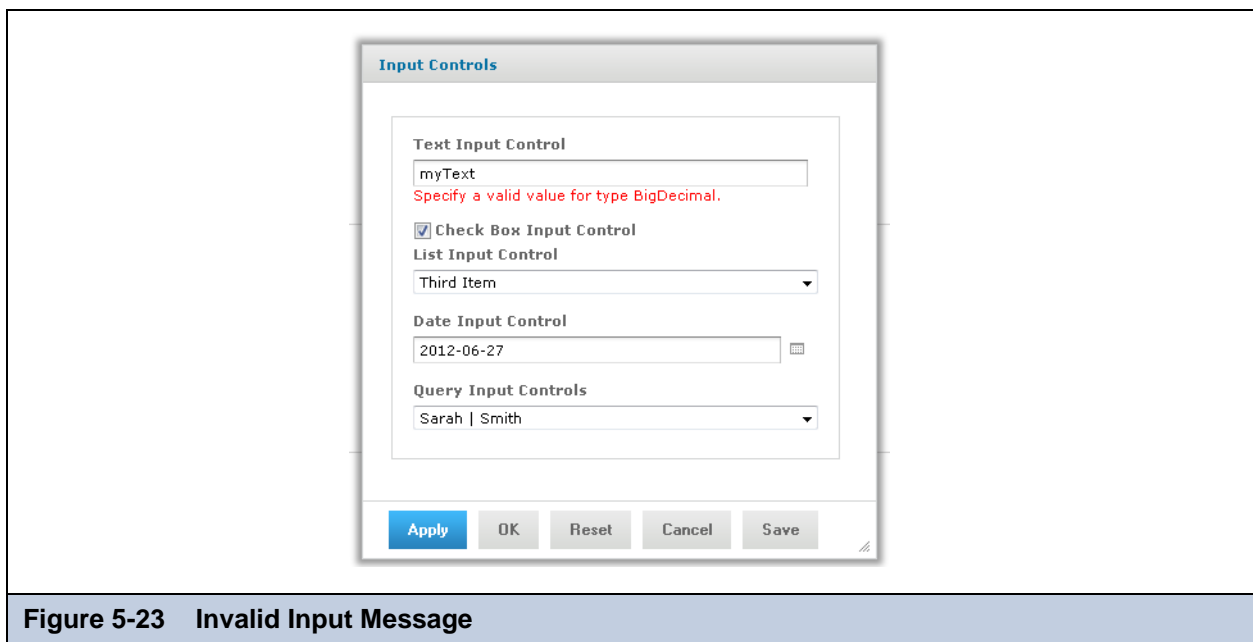 Input Controls
Text Input Control
myText
Specify a valid value for type BigDecimal.
Check Box Input Control
List Input Control
Third Item
Date Input Control
2012-06-27
Query Input Controls
Sarah | Smith
Apply OK Reset Cancel Save
Figure 5-23 Invalid Input Message